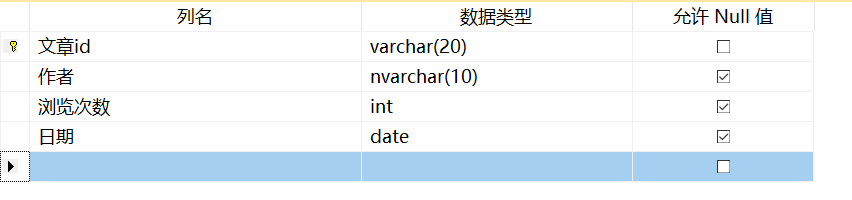 列名 数据类型 允许 Null 值
文章id varchar(20)
作者 nvarchar(10)
浏览次数 int
日期 date